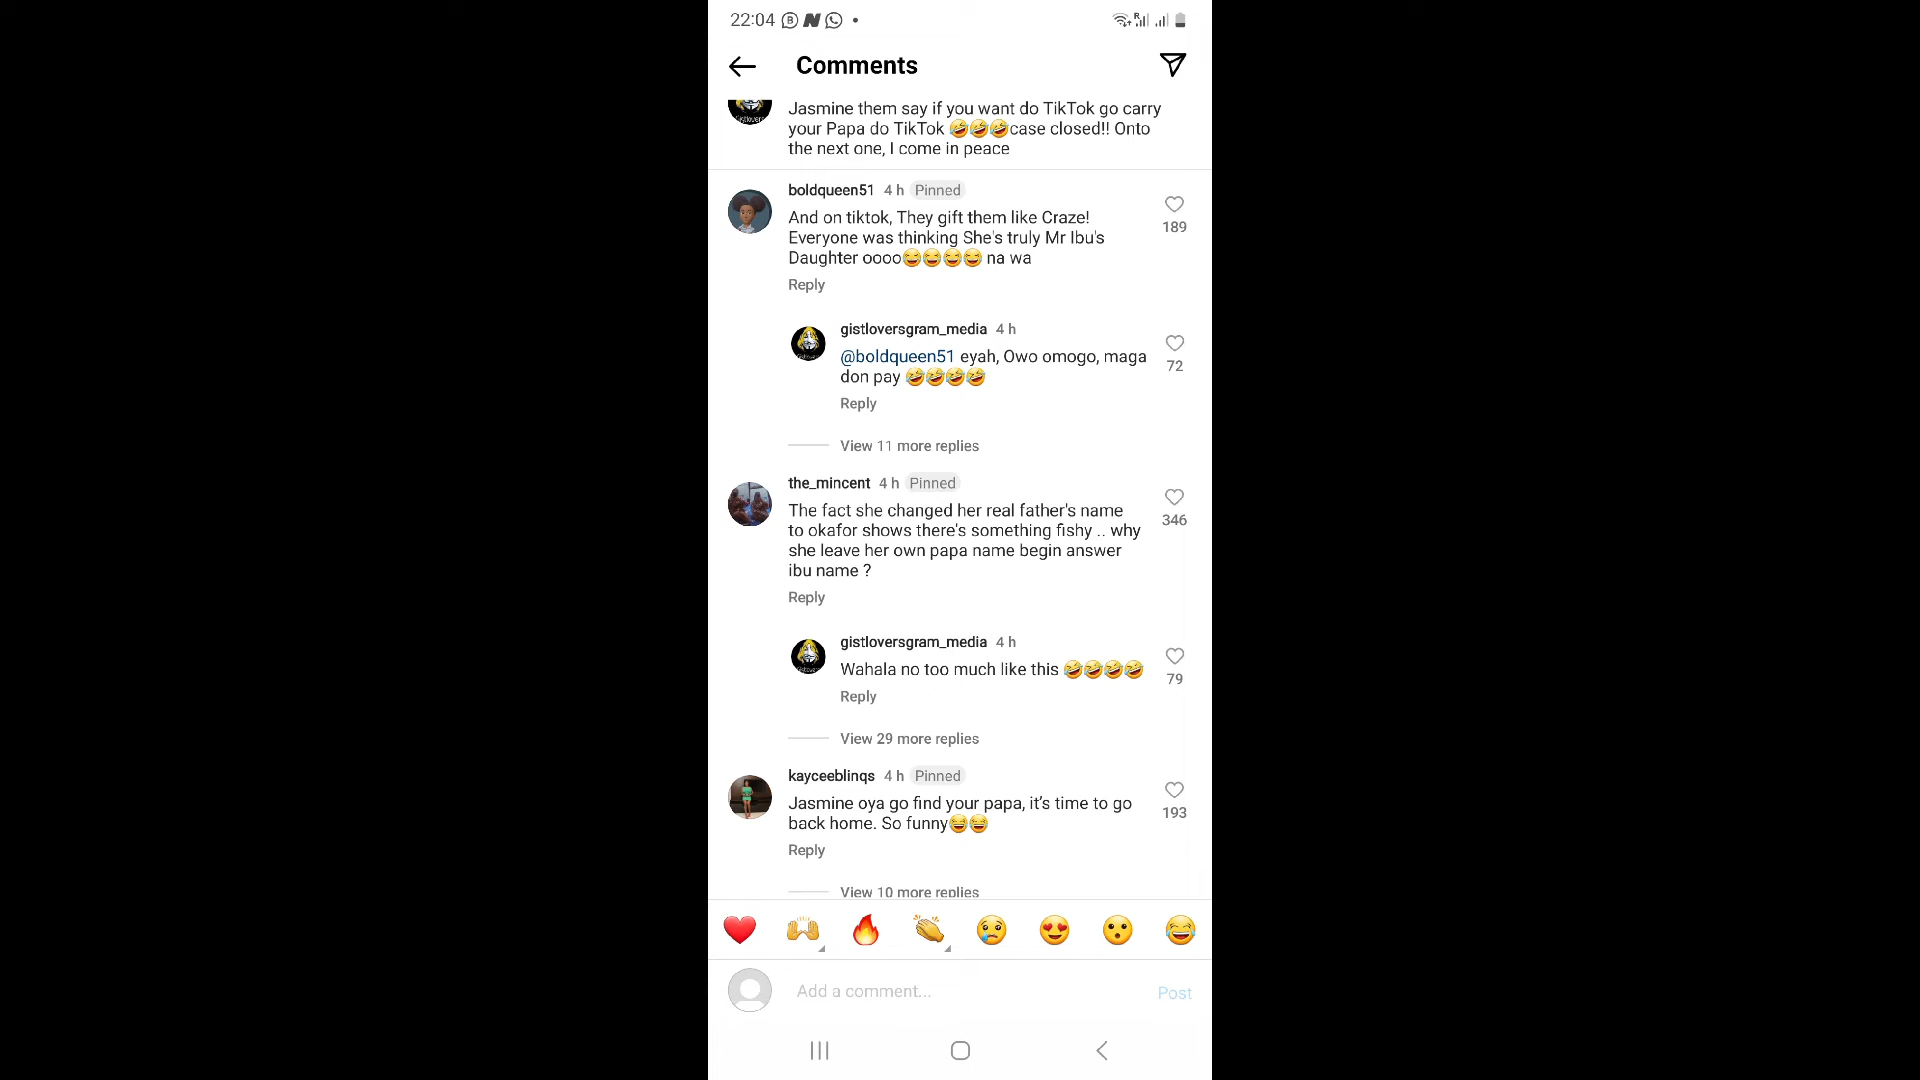 22:04
Comments
Jasmine them say if you want do TikTok go carry
your Papa do TikTok 🤣🤣🤣case closed!! Onto
the next one, I come in peace
boldqueen51 4 h Pinned
And on tiktok, They gift them like Craze!
Everyone was thinking She's truly Mr Ibu's
Daughter oooo😂😂😂😂 na wa
189
Reply
gistloversgram_media 4 h
@boldqueen51 eyah, Owo omogo, maga
don pay 🤣🤣🤣🤣
72
Reply
View 11 more replies
the_mincent 4 h Pinned
The fact she changed her real father's name
to okafor shows there's something fishy .. why
she leave her own papa name begin answer
ibu name ?
346
Reply
gistloversgram_media 4 h
Wahala no too much like this 🤣🤣🤣🤣
79
Reply
View 29 more replies
kayceeblinqs 4 h Pinned
Jasmine oya go find your papa, it’s time to go
back home. So funny😂😂
193
Reply
View 10 more replies
Add a comment...
Post